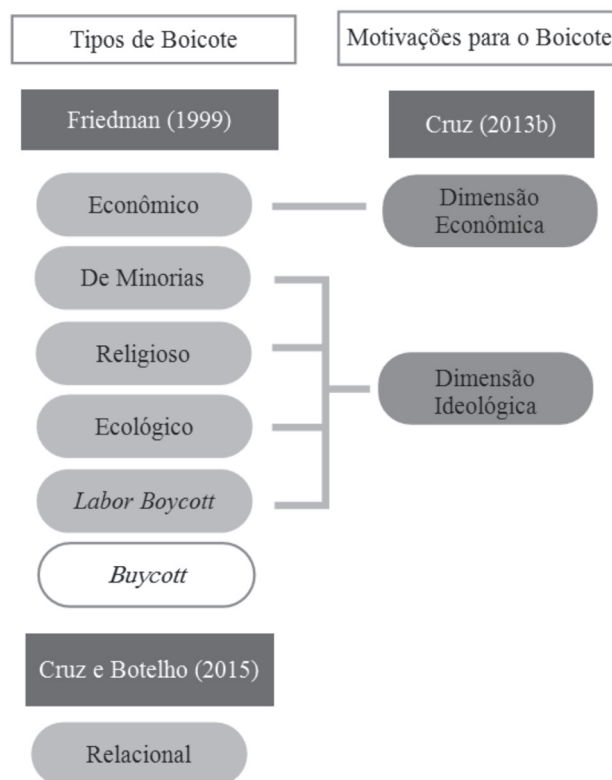 Tipos de Boicote
Motivações para o Boicote
Friedman (1999)
Cruz (2013b)
Econômico
Dimensão
Econômica
De Minorias
Religioso
Dimensão
Ideológica
Ecológico
Labor Boycott
Buycott
Cruz e Botelho (2015)
Relacional